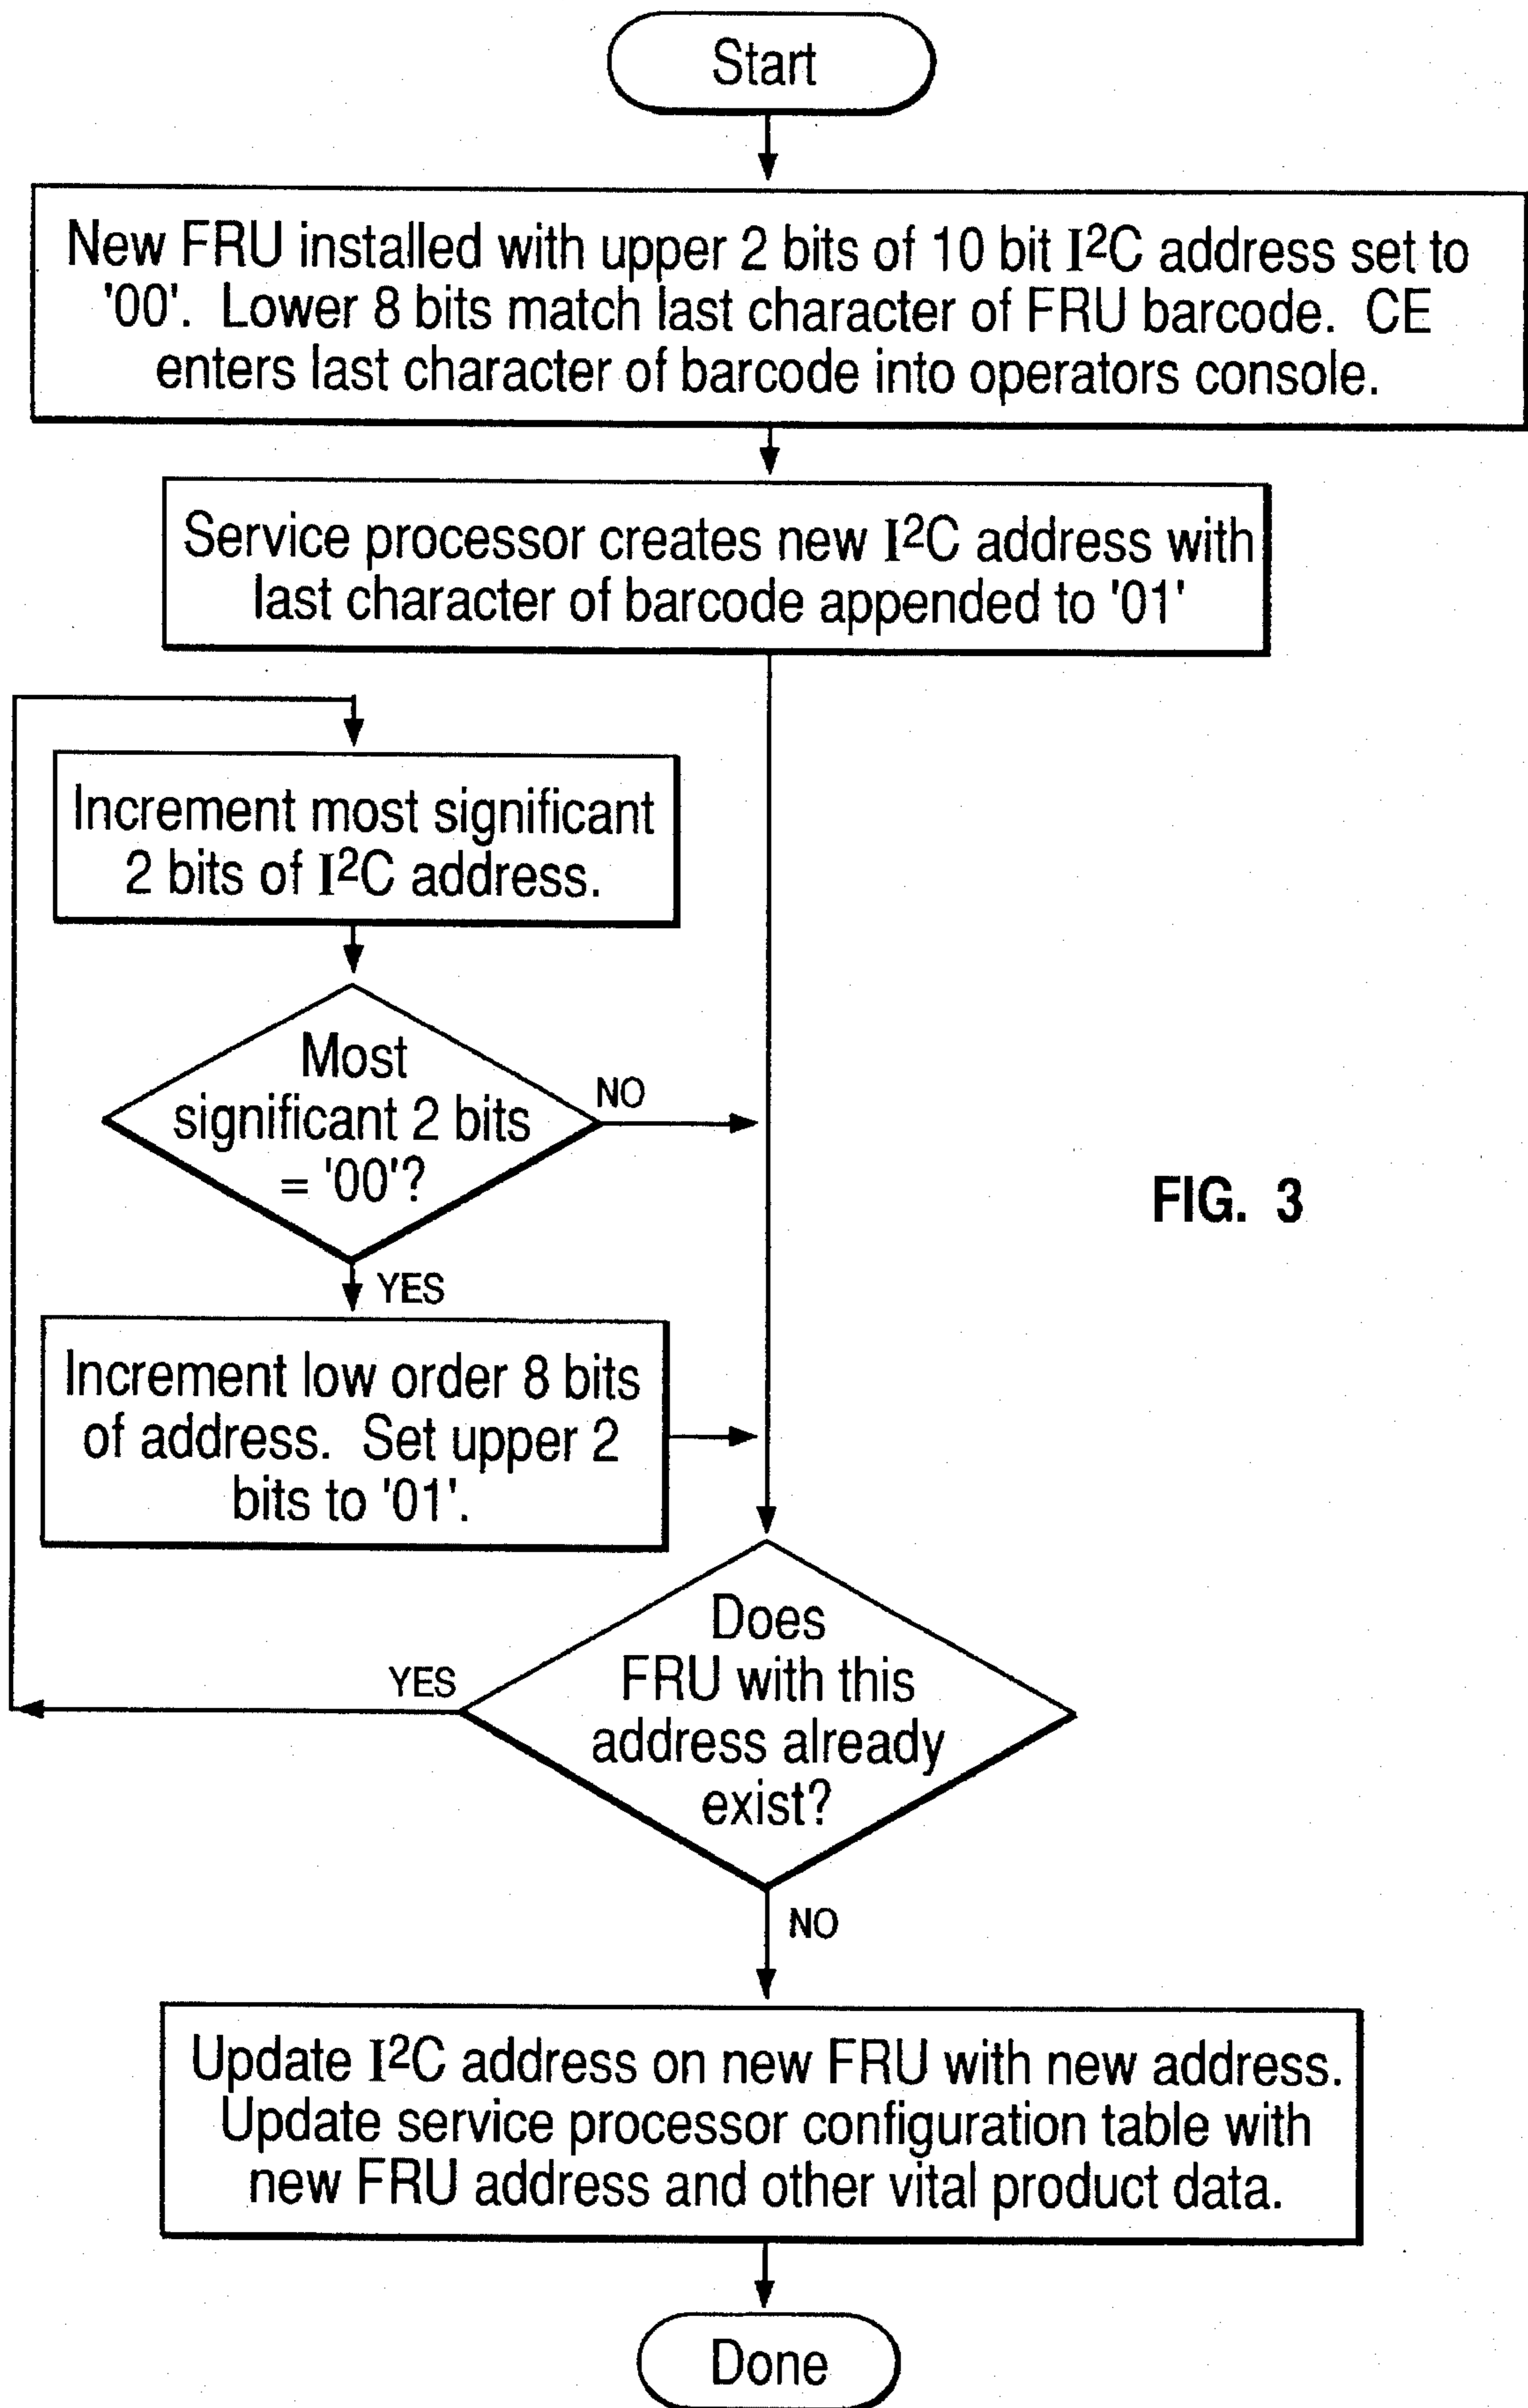 Start
New FRU installed with upper 2 bits of 10 bit I²C address set to
'00'. Lower 8 bits match last character of FRU barcode. CE
enters last character of barcode into operators console.
Service processor creates new I²C address with
last character of barcode appended to '01'
Increment most significant
2 bits of I²C address.
Most
significant 2 bits
= '00'?
NO
YES
Increment low order 8 bits
of address. Set upper 2
bits to '01'.
FIG. 3
Does
FRU with this
address already
exist?
YES
NO
Update I²C address on new FRU with new address.
Update service processor configuration table with
new FRU address and other vital product data.
Done